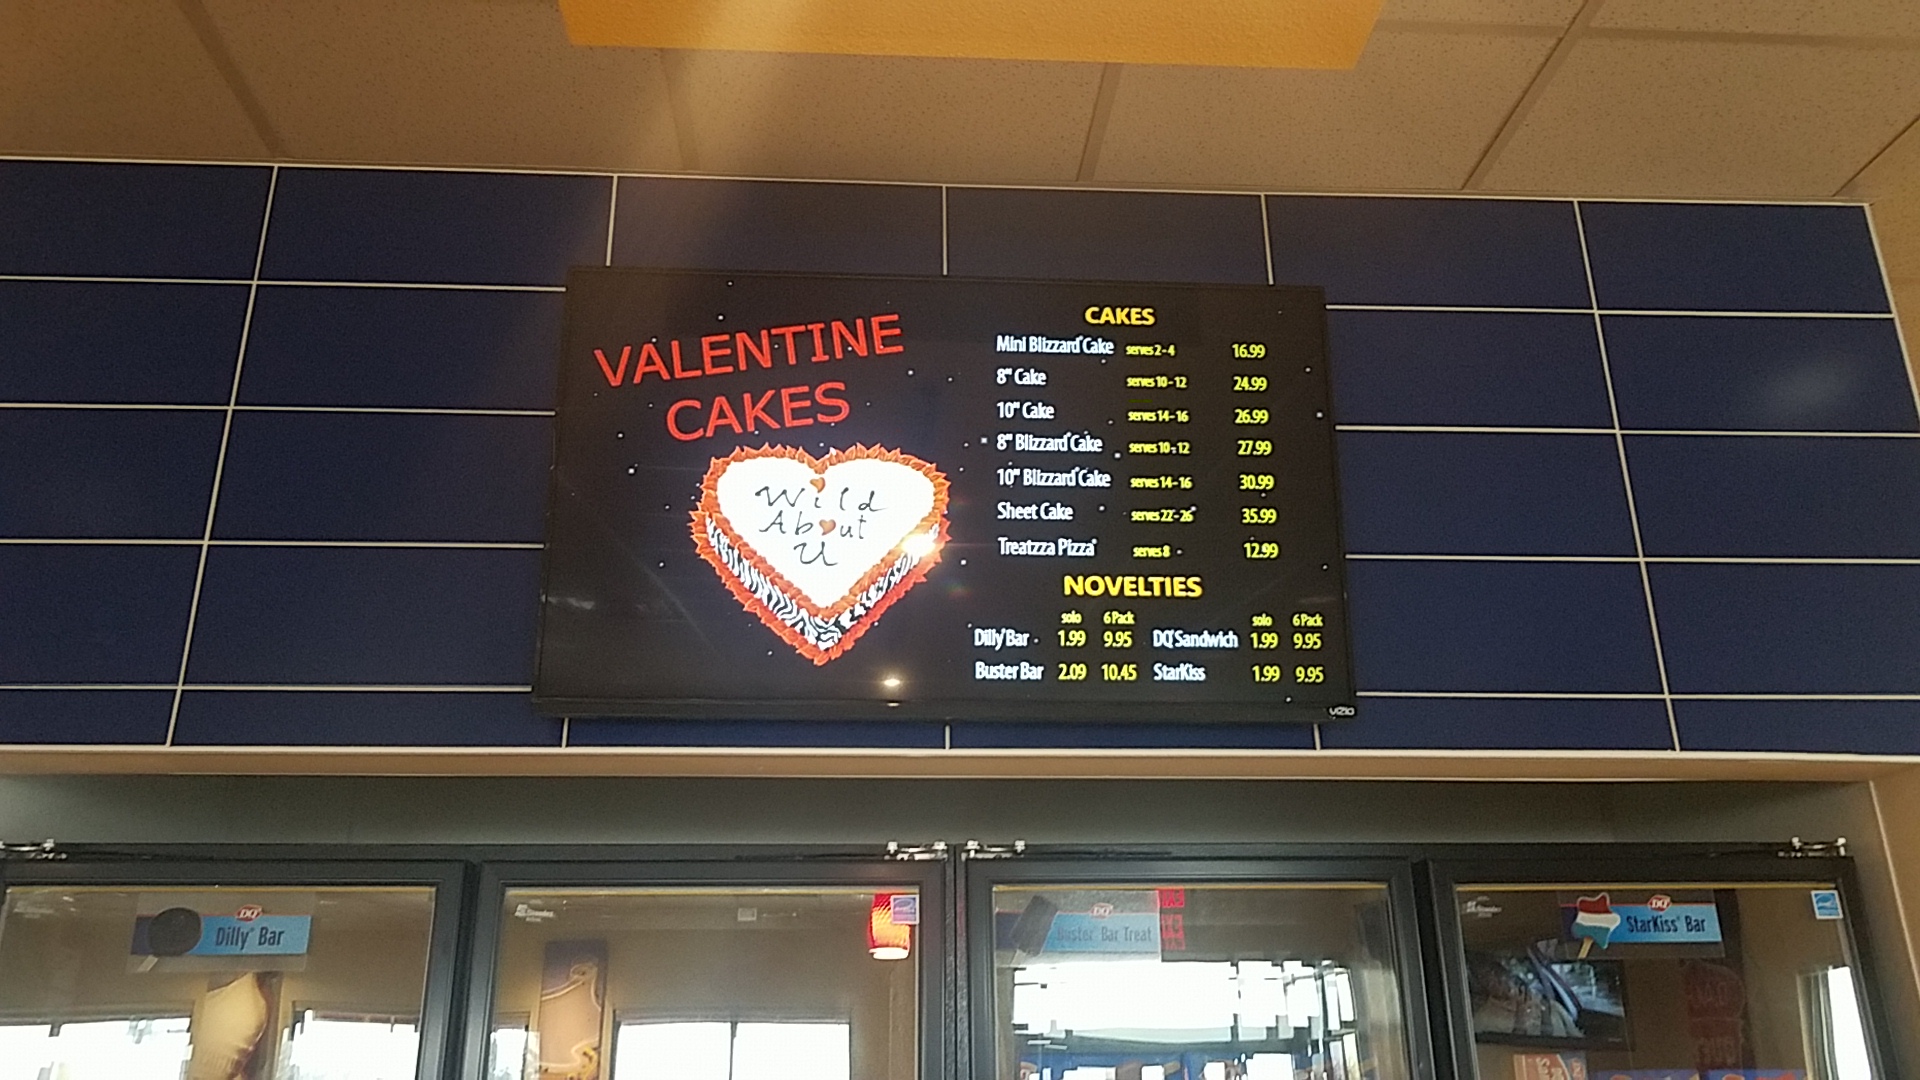 VALENTINE
CAKES
Wild
About
U
CAKES
Mini Blizzard Cake serves 2 - 4 16.99
8" Cake serves 10 - 12 24.99
10" Cake serves 14 - 16 26.99
8" Blizzard Cake serves 10 - 12 27.99
10" Blizzard Cake serves 14 - 16 30.99
Sheet Cake serves 22 - 26 35.99
Treatzza Pizza® serves 8 12.99
NOVELTIES
solo 6 Pack solo 6 Pack
Dilly Bar 1.99 9.95 DQ Sandwich 1.99 9.95
Buster Bar 2.09 10.45 StarKiss 1.99 9.95
VIZIO
DQ
Dilly® Bar
DQ
Buster® Bar Treat
DQ
StarKiss® Bar